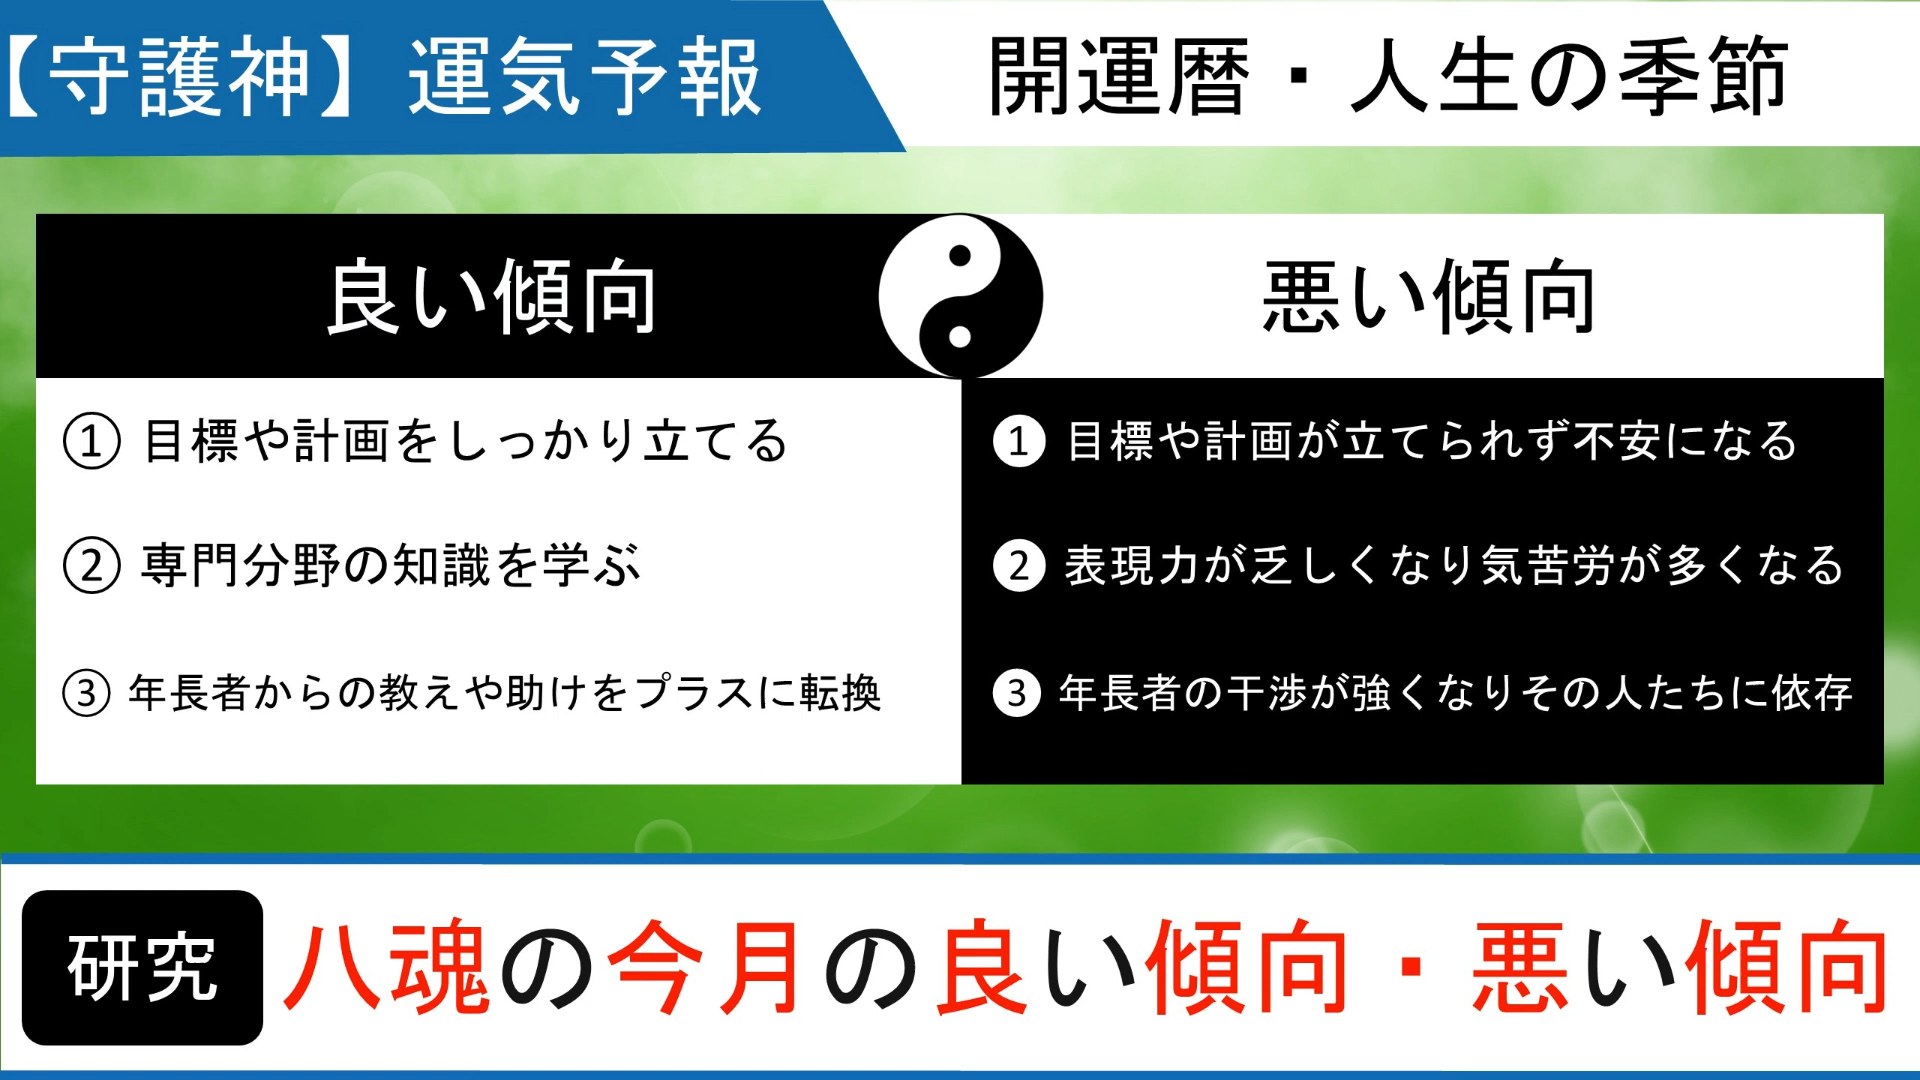 【守護神】運気予報
開運暦・人生の季節
良い傾向
悪い傾向
① 目標や計画をしっかり立てる
② 専門分野の知識を学ぶ
③ 年長者からの教えや助けをプラスに転換
❶ 目標や計画が立てられず不安になる
❷ 表現力が乏しくなり気苦労が多くなる
❸ 年長者の干渉が強くなりその人たちに依存
研究
八魂の今月の良い傾向・悪い傾向